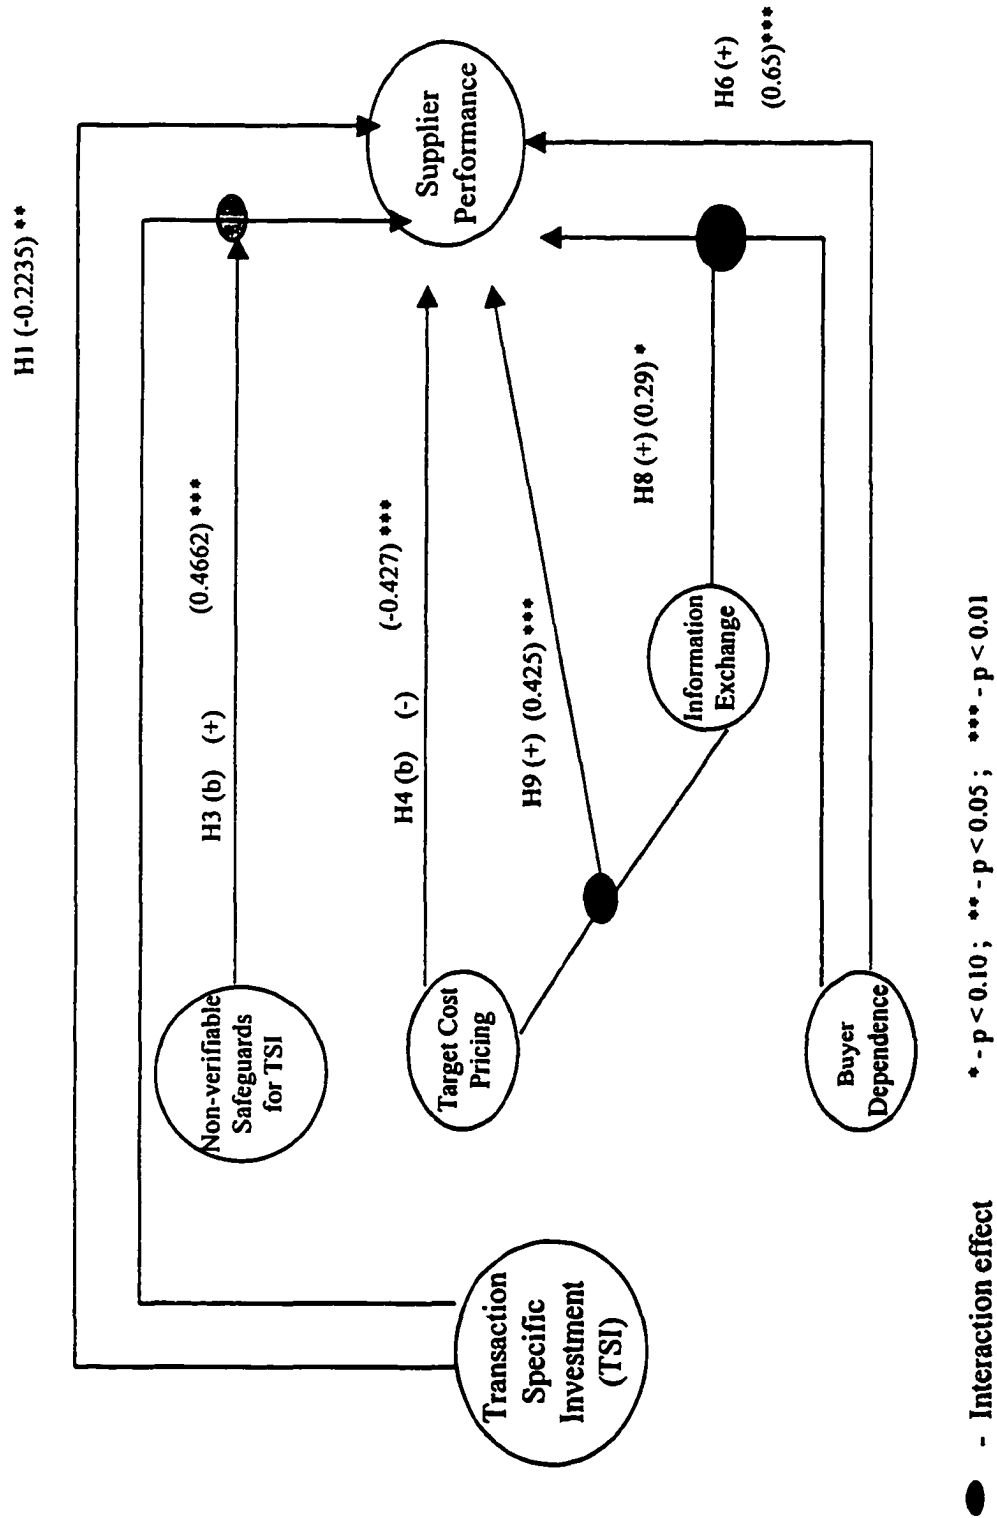 H1 (-0.2235) **
H3 (b) (+) (0.4662) ***
Non-verifiable
Safeguards
for TSI
Supplier
Performance
H4 (b) (-) (-0.427) ***
Target Cost
Pricing
H9 (+) (0.425) ***
Transaction
Specific
Investment
(TSI)
H8 (+) (0.29) *
Information
Exchange
H6 (+)
(0.65)***
Buyer
Dependence
- Interaction effect * - p < 0.10 ; ** - p < 0.05 ; *** - p < 0.01